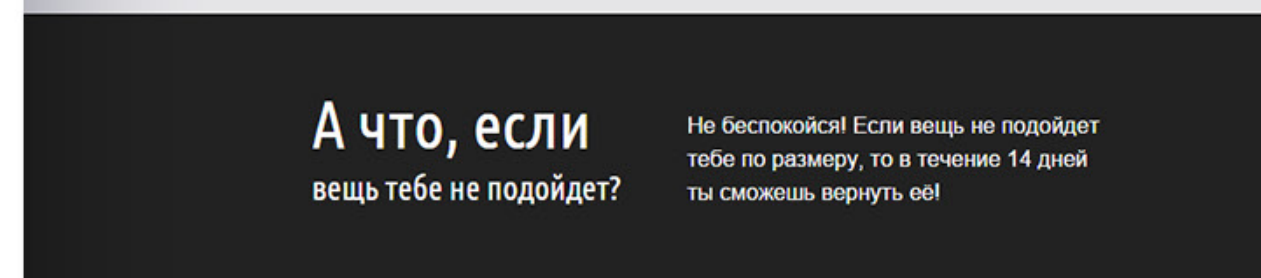 А что, если
вещь тебе не подойдет?
Не беспокойся! Если вещь не подойдет
тебе по размеру, то в течение 14 дней
ты сможешь вернуть её!